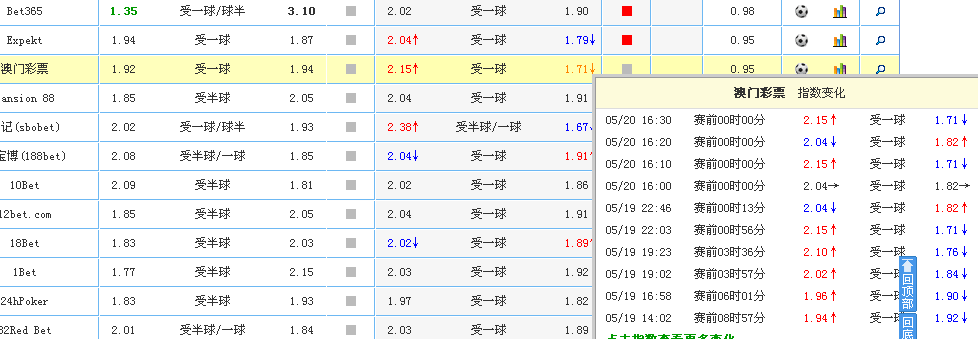 Bet365 1.35 受一球/球半 3.10 2.02 受一球 1.90 0.98
Expekt 1.94 受一球 1.87 2.04↑ 受一球 1.79↓ 0.95
澳门彩票 1.92 受一球 1.94 2.15↑ 受一球 1.71↓ 0.95
ansion 88 1.85 受半球 2.05 2.04 受一球 1.91
记(sbobet) 2.02 受一球/球半 1.93 2.38↑ 受半球/一球 1.67↓
宝博(188bet) 2.08 受半球/一球 1.85 2.04↓ 受一球 1.91↑
10Bet 2.09 受半球 1.81 2.02 受一球 1.86
12bet.com 1.85 受半球 2.05 2.04 受一球 1.91
18Bet 1.83 受半球 2.03 2.02↓ 受一球 1.89↑
1Bet 1.77 受半球 2.15 2.03 受一球 1.92
24hPoker 1.83 受半球 1.93 1.97 受一球 1.82
32Red Bet 2.01 受半球/一球 1.84 2.03 受一球 1.89
澳门彩票 指数变化
05/20 16:30 赛前00时00分 2.15↑ 受一球 1.71↓
05/20 16:20 赛前00时00分 2.04↓ 受一球 1.82↑
05/20 16:10 赛前00时00分 2.15↑ 受一球 1.71↓
05/20 16:00 赛前00时00分 2.04→ 受一球 1.82→
05/19 22:46 赛前00时13分 2.04↓ 受一球 1.82↑
05/19 22:03 赛前00时56分 2.15↑ 受一球 1.71↓
05/19 19:23 赛前03时36分 2.10↑ 受一球 1.76↓
05/19 19:02 赛前03时57分 2.02↑ 受一球 1.84↓
05/19 16:58 赛前06时01分 1.96↑ 受一球 1.90↓
05/19 14:02 赛前08时57分 1.94↑ 受一球 1.92↓
点击指数查看更多变化
回顶部
回底